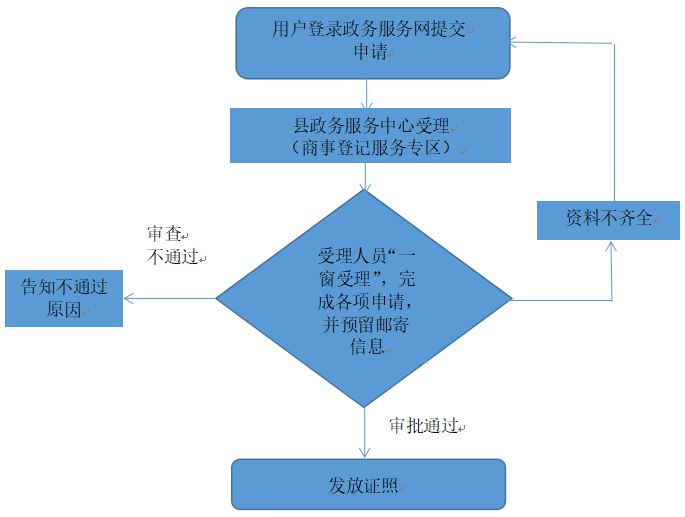 用户登录政务服务网提交
申请
县政务服务中心受理
（商事登记服务专区）
资料不齐全
审查
不通过
受理人员“一
窗受理”，完
成各项申请，
并预留邮寄
信息
告知不通过
原因
审批通过
发放证照